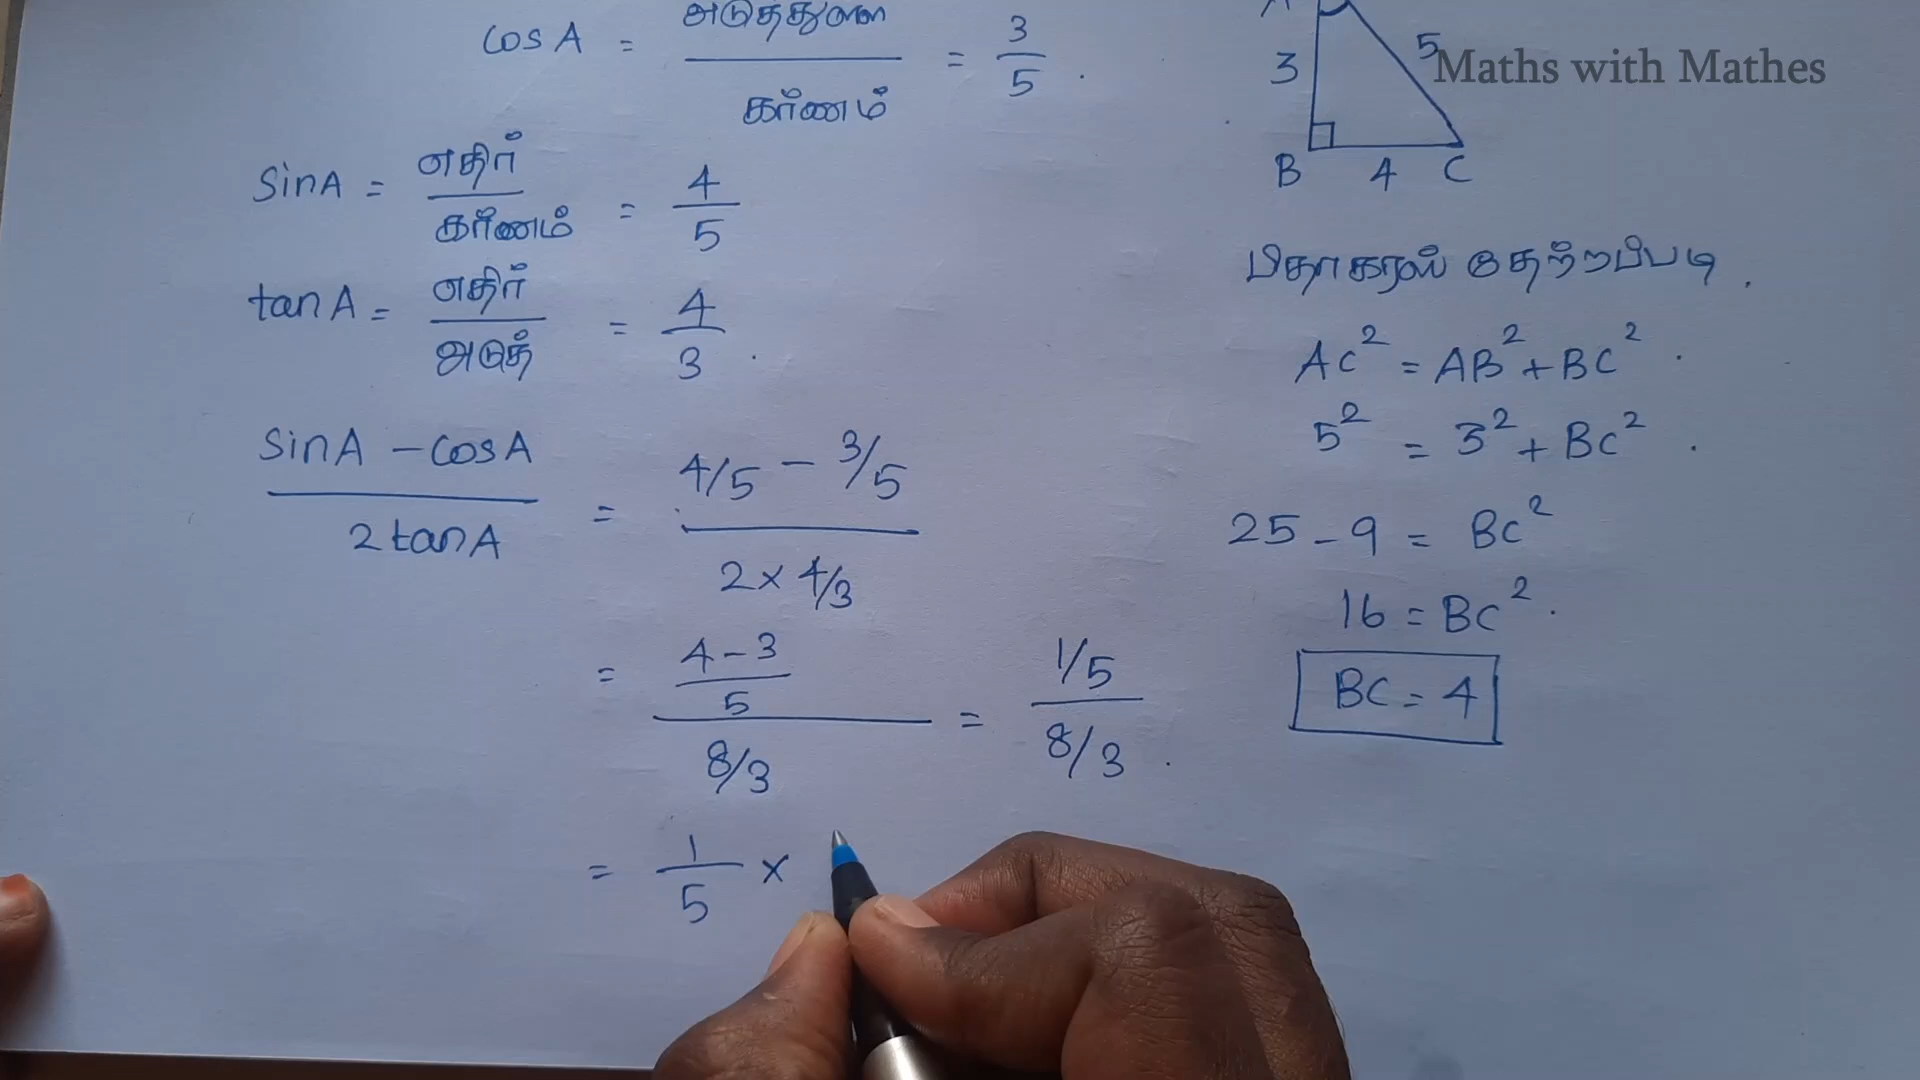 cos A = அடுத்துள்ள / கர்ணம் = 3/5 .
A
3
5
B 4 C
Maths with Mathes
sin A = எதிர் / கர்ணம் = 4/5
tan A = எதிர் / அடுத் = 4/3 .
sin A - cos A / 2 tan A = 4/5 - 3/5 / 2 x 4/3
= 4-3/5 / 8/3 = 1/5 / 8/3 .
= 1/5 x
பிதாகரஸ் தேற்றப்படி .
AC² = AB² + BC² .
5² = 3² + BC² .
25 - 9 = BC²
16 = BC² .
BC = 4